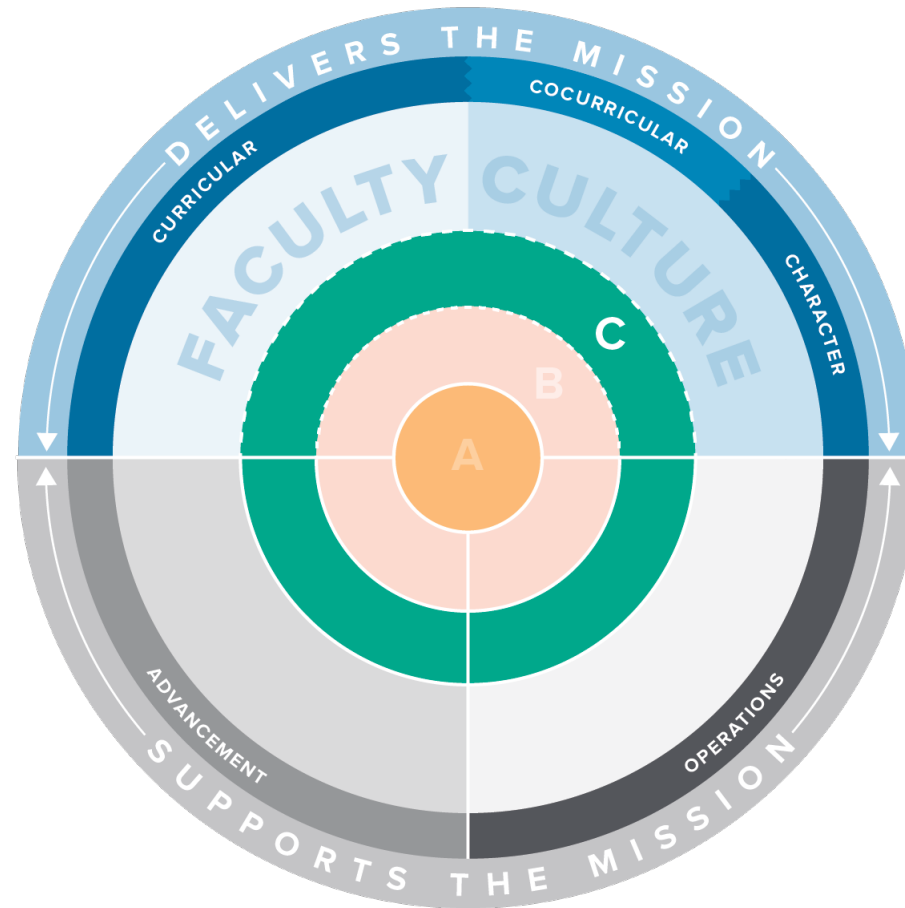 DELIVERS THE MISSION
CURRICULAR
COCURRICULAR
CHARACTER
FACULTY CULTURE
C
B
A
ADVANCEMENT
OPERATIONS
SUPPORTS THE MISSION